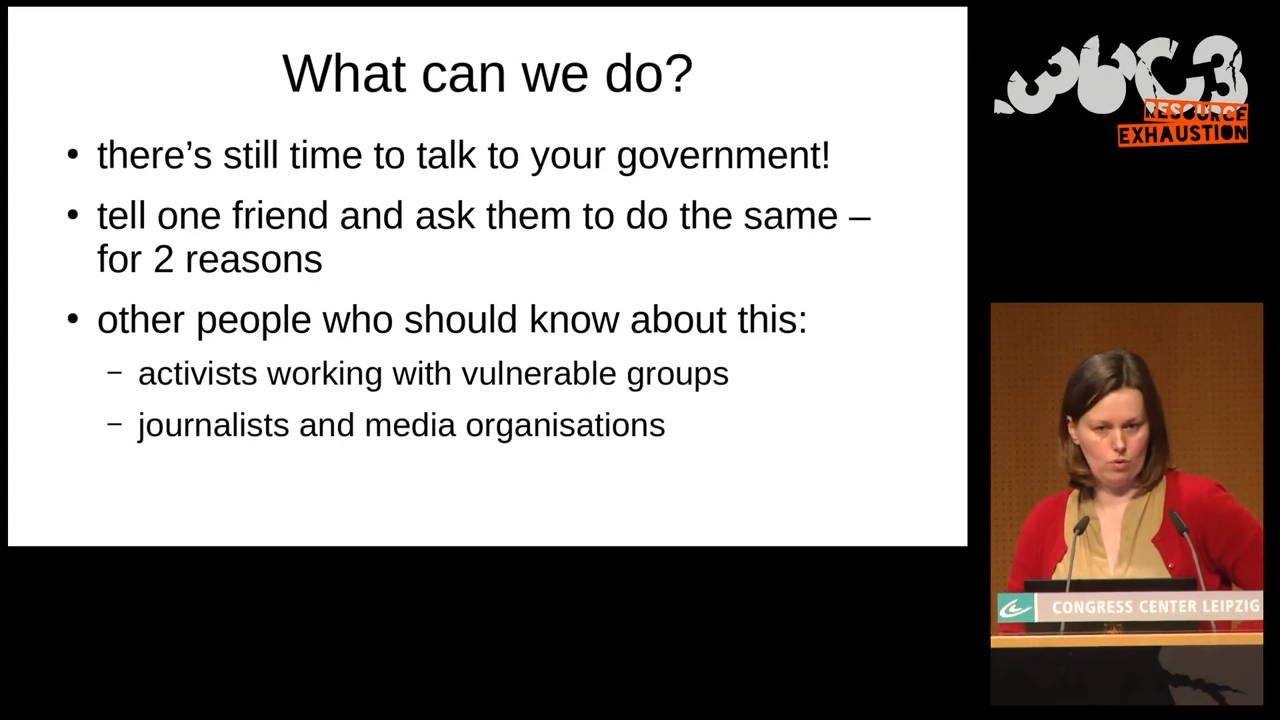 What can we do?
there’s still time to talk to your government!
tell one friend and ask them to do the same –
for 2 reasons
other people who should know about this:
– activists working with vulnerable groups
– journalists and media organisations
36C3
RESOURCE
EXHAUSTION
CONGRESS CENTER LEIPZIG